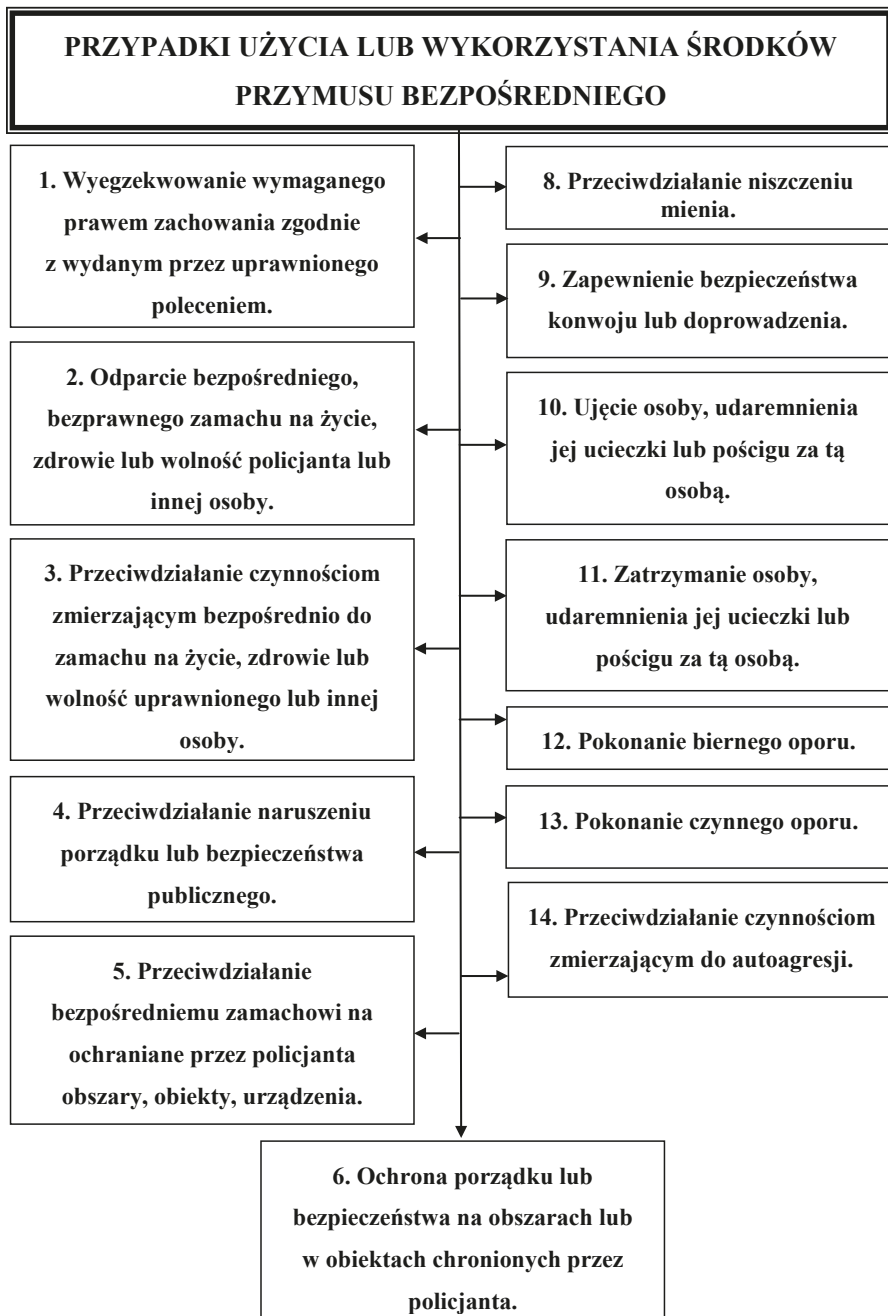 PRZYPADKI UŻYCIA LUB WYKORZYSTANIA ŚRODKÓW
PRZYMUSU BEZPOŚREDNIEGO
1. Wyegzekwowanie wymaganego
prawem zachowania zgodnie
z wydanym przez uprawnionego
poleceniem.
2. Odparcie bezpośredniego,
bezprawnego zamachu na życie,
zdrowie lub wolność policjanta lub
innej osoby.
3. Przeciwdziałanie czynnościom
zmierzającym bezpośrednio do
zamachu na życie, zdrowie lub
wolność uprawnionego lub innej
osoby.
4. Przeciwdziałanie naruszeniu
porządku lub bezpieczeństwa
publicznego.
5. Przeciwdziałanie
bezpośredniemu zamachowi na
ochraniane przez policjanta
obszary, obiekty, urządzenia.
6. Ochrona porządku lub
bezpieczeństwa na obszarach lub
w obiektach chronionych przez
policjanta.
8. Przeciwdziałanie niszczeniu
mienia.
9. Zapewnienie bezpieczeństwa
konwoju lub doprowadzenia.
10. Ujęcie osoby, udaremnienia
jej ucieczki lub pościgu za tą
osobą.
11. Zatrzymanie osoby,
udaremnienia jej ucieczki lub
pościgu za tą osobą.
12. Pokonanie biernego oporu.
13. Pokonanie czynnego oporu.
14. Przeciwdziałanie czynnościom
zmierzającym do autoagresji.